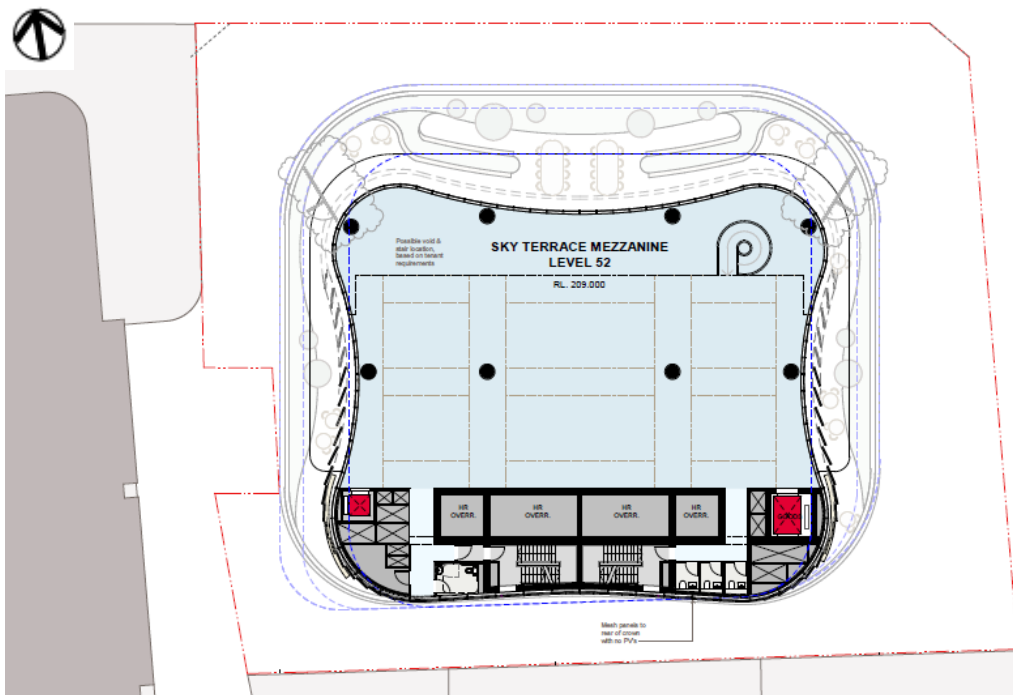 Possible void &
stair location,
based on tenant
requirements
SKY TERRACE MEZZANINE
LEVEL 52
RL. 209.000
HR
OVERR.
HR
OVERR.
HR
OVERR.
HR
OVERR.
GOODS
Mesh panels to
rear of crown
with no PV's